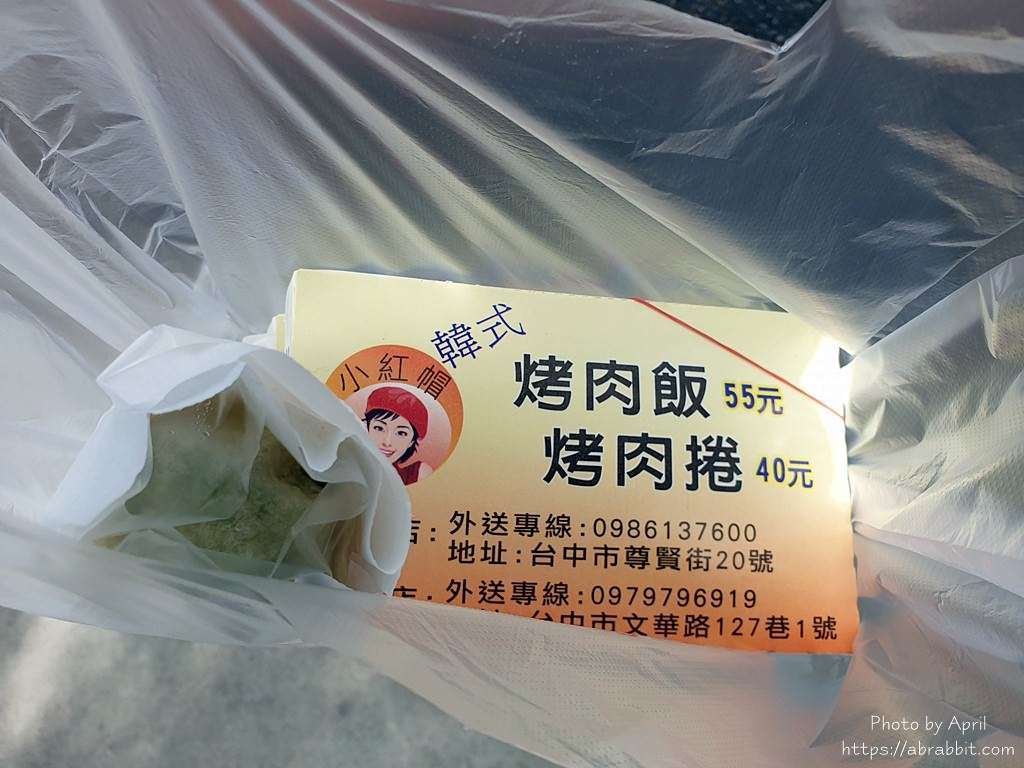 韓式
小紅帽
烤肉飯 55元
烤肉捲 40元
店: 外送專線:0986137600
地址:台中市尊賢街20號
店: 外送專線:0979796919
台中市文華路127巷1號
Photo by April
https://abrabbit.com